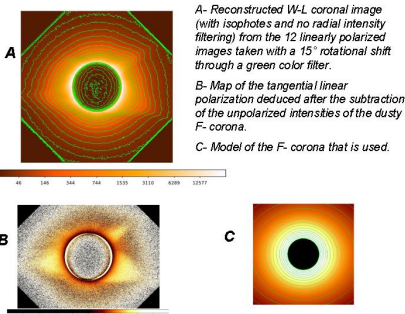 A
A- Reconstructed W-L coronal image
(with isophotes and no radial intensity
filtering) from the 12 linearly polarized
images taken with a 15° rotational shift
through a green color filter.
B- Map of the tangential linear
polarization deduced after the subtraction
of the unpolarized intensities of the dusty
F- corona.
C- Model of the F- corona that is used.
46 146 344 744 1535 3110 6289 12577
B
C